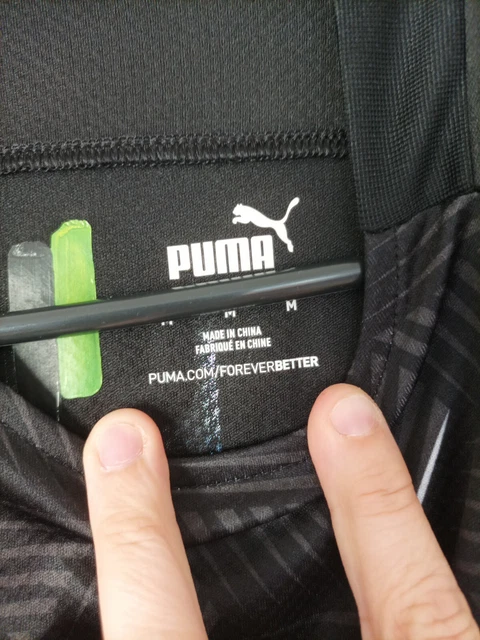 PUMA
M M M
MADE IN CHINA
FABRIQUÉ EN CHINE
PUMA.COM/FOREVERBETTER